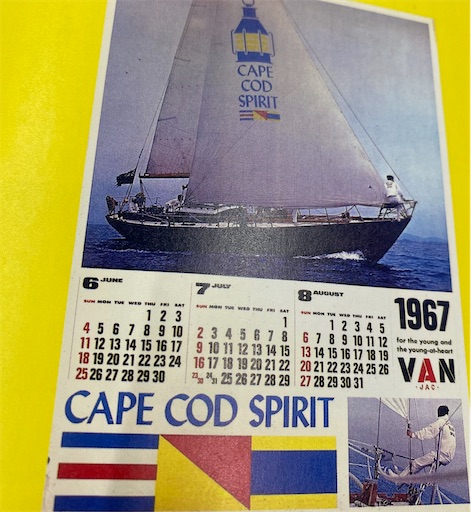 CAPE
COD
SPIRIT
6 JUNE
SUN MON TUE WED THU FRI SAT
1 2 3
4 5 6 7 8 9 10
11 12 13 14 15 16 17
18 19 20 21 22 23 24
25 26 27 28 29 30
7 JULY
SUN MON TUE WED THU FRI SAT
1
2 3 4 5 6 7 8
9 10 11 12 13 14 15
16 17 18 19 20 21 22
23/30 24/31 25 26 27 28 29
8 AUGUST
SUN MON TUE WED THU FRI SAT
1 2 3 4 5
6 7 8 9 10 11 12
13 14 15 16 17 18 19
20 21 22 23 24 25 26
27 28 29 30 31
1967
for the young and
the young-at-heart
VAN
·JAC·
CAPE COD SPIRIT